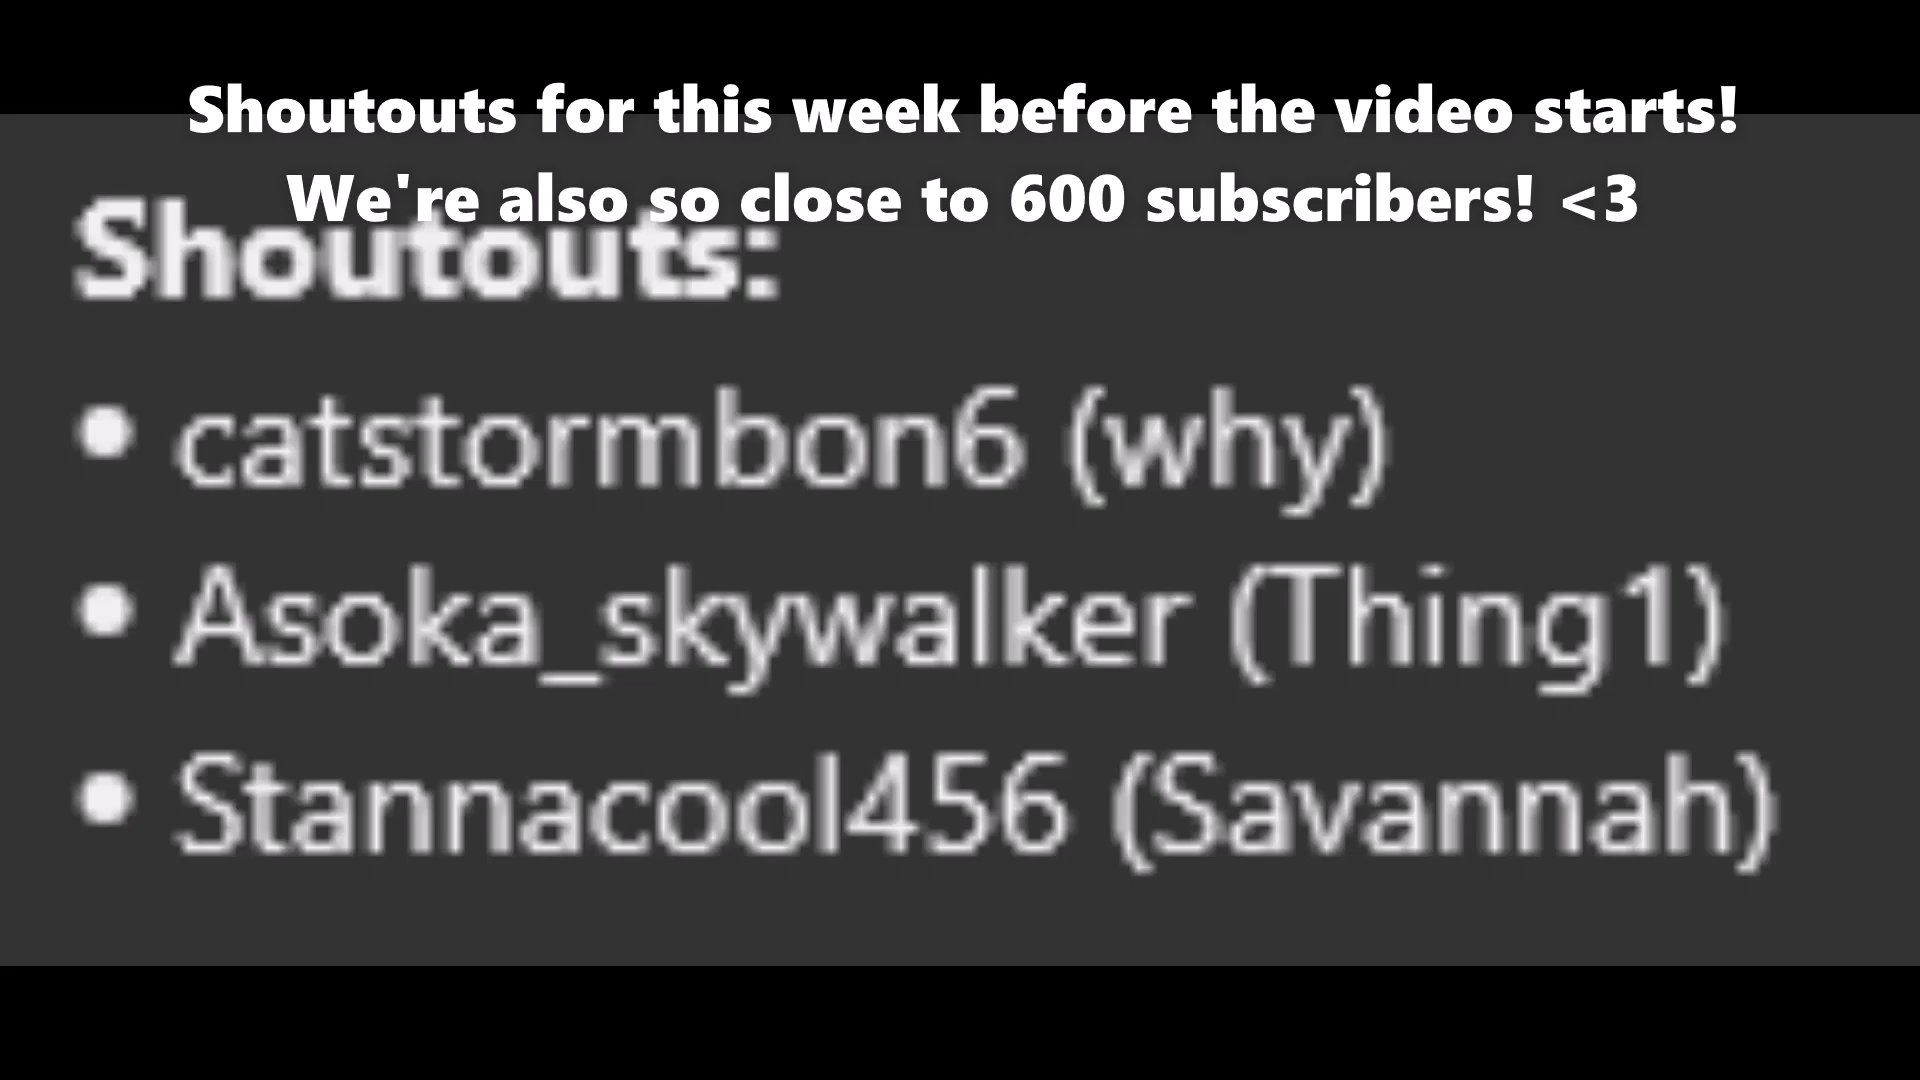 Shoutouts for this week before the video starts!
We're also so close to 600 subscribers! <3
Shoutouts:
• catstormbon6 (why)
• Asoka_skywalker (Thing1)
• Stannacool456 (Savannah)